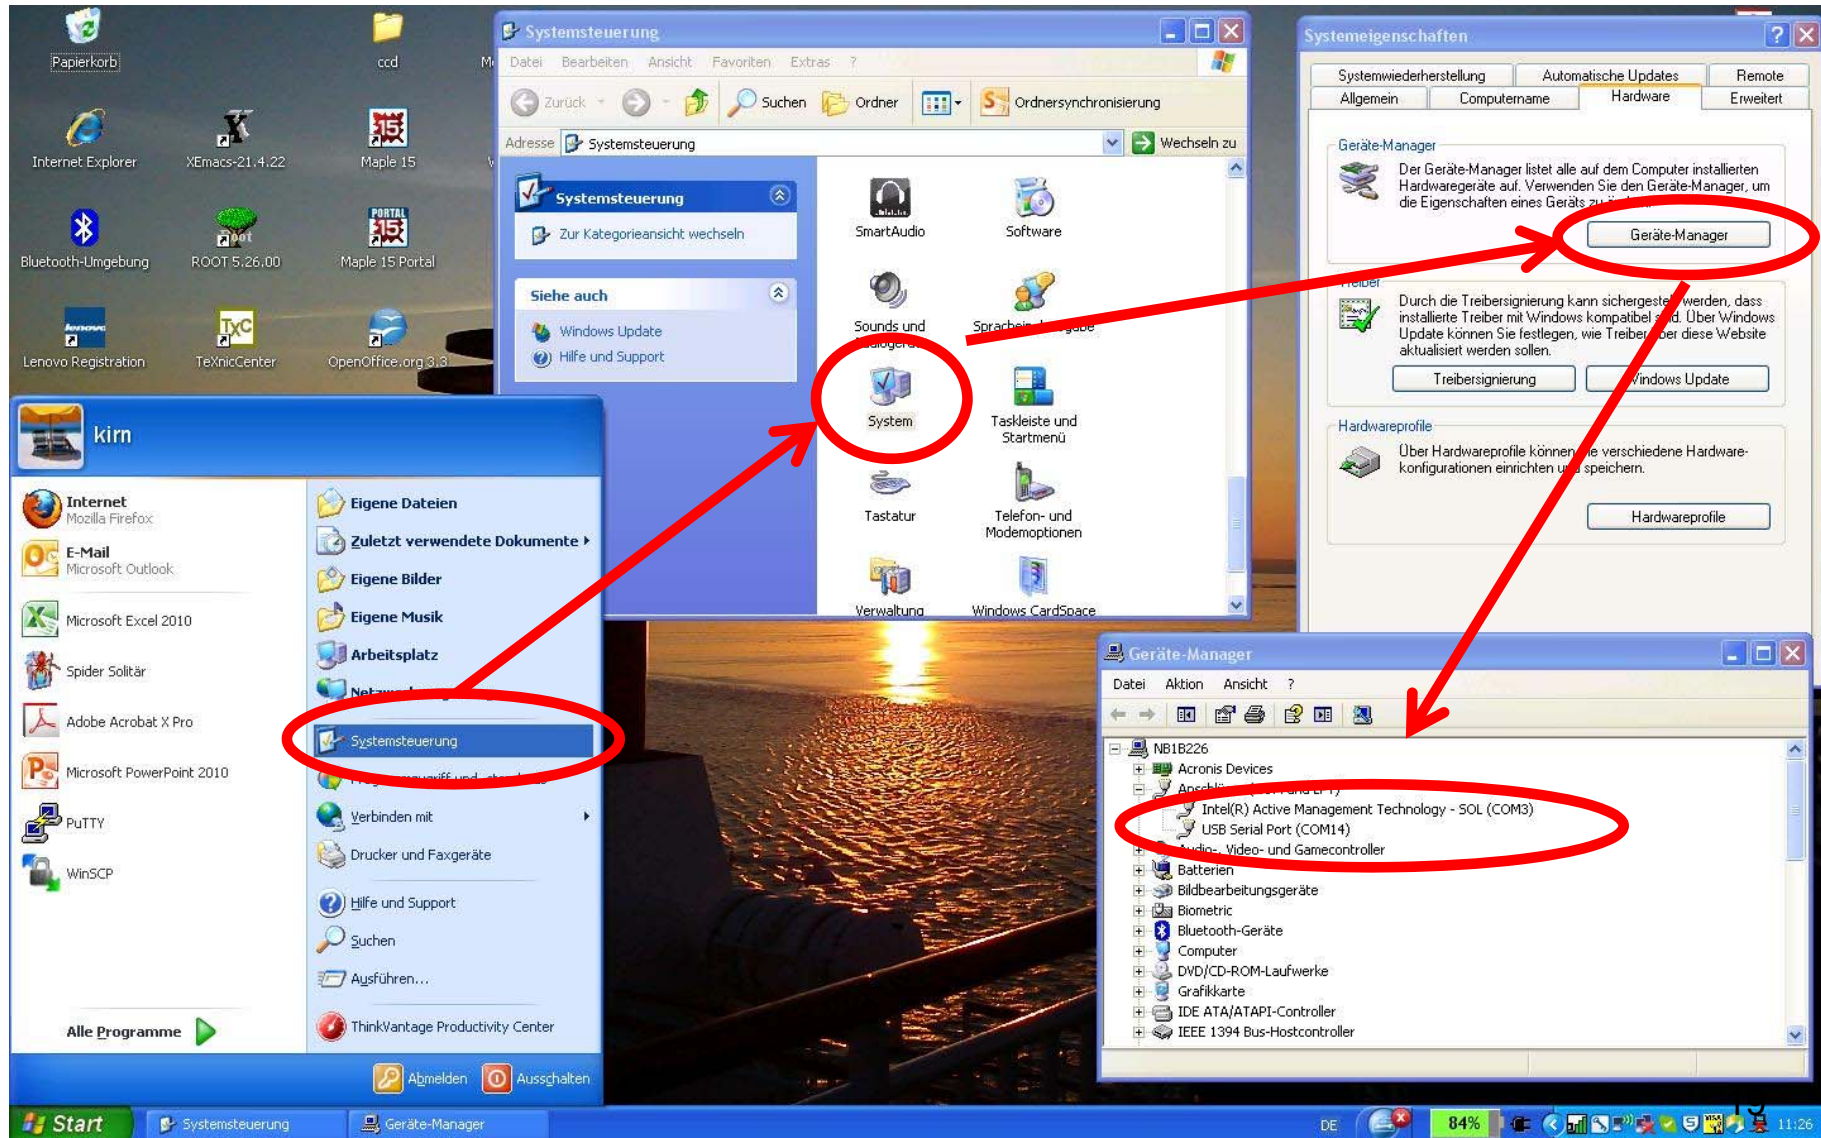 Papierkorb
ccd
Internet Explorer
XEmacs-21.4.22
Maple 15
Bluetooth-Umgebung
ROOT 5.26.00
PORTAL
Maple 15 Portal
lenovo
Lenovo Registration
TeXnicCenter
OpenOffice.org 3.3
Systemsteuerung
Datei Bearbeiten Ansicht Favoriten Extras ?
Zurück Suchen Ordner Ordnersynchronisierung
Adresse Systemsteuerung Wechseln zu
Systemsteuerung
Zur Kategorieansicht wechseln
Siehe auch
Windows Update
Hilfe und Support
SmartAudio
Software
Sounds und
System
Taskleiste und
Startmenü
Tastatur
Telefon- und
Modemoptionen
Verwaltung
Windows CardSpace
Systemeigenschaften
Systemwiederherstellung Automatische Updates Remote
Allgemein Computername Hardware Erweitert
Geräte-Manager
Der Geräte-Manager listet alle auf dem Computer installierten
Hardwaregeräte auf. Verwenden Sie den Geräte-Manager, um
die Eigenschaften eines Geräts zu
Geräte-Manager
Treiber
Durch die Treibersignierung kann sichergestellt werden, dass
installierte Treiber mit Windows kompatibel sind. Über Windows
Update können Sie festlegen, wie Treiber über diese Website
aktualisiert werden sollen.
Treibersignierung
Windows Update
Hardwareprofile
Über Hardwareprofile können Sie verschiedene Hardware-
konfigurationen einrichten und speichern.
Hardwareprofile
kirn
Internet
Mozilla Firefox
E-Mail
Microsoft Outlook
Microsoft Excel 2010
Spider Solitär
Adobe Acrobat X Pro
Microsoft PowerPoint 2010
PuTTY
WinSCP
Alle Programme
Eigene Dateien
Zuletzt verwendete Dokumente
Eigene Bilder
Eigene Musik
Arbeitsplatz
Systemsteuerung
Verbinden mit
Drucker und Faxgeräte
Hilfe und Support
Suchen
Ausführen...
ThinkVantage Productivity Center
Abmelden Ausschalten
Geräte-Manager
Datei Aktion Ansicht ?
NB1B226
Acronis Devices
Intel(R) Active Management Technology - SOL (COM3)
USB Serial Port (COM14)
Audio-, Video- und Gamecontroller
Batterien
Bildbearbeitungsgeräte
Biometric
Bluetooth-Geräte
Computer
DVD/CD-ROM-Laufwerke
Grafikkarte
IDE ATA/ATAPI-Controller
IEEE 1394 Bus-Hostcontroller
Start Systemsteuerung Geräte-Manager DE 84% 11:26
19